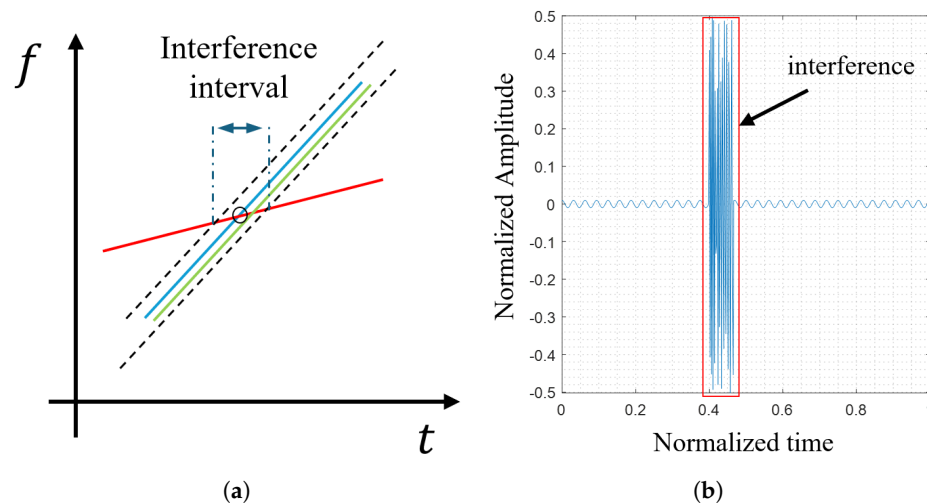 f
Interference
interval
t
(a)
Normalized Amplitude
0.5
0.4
0.3
0.2
0.1
0
-0.1
-0.2
-0.3
-0.4
-0.5
interference
0 0.2 0.4 0.6 0.8
Normalized time
(b)